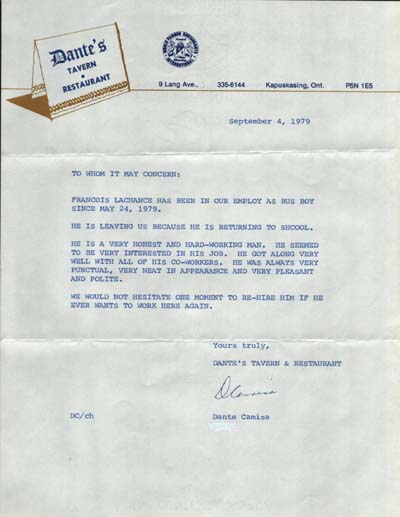 Dante's
TAVERN
•
RESTAURANT
9 Lang Ave., 335-6144 Kapuskasing, Ont. P5N 1E5
September 4, 1979
TO WHOM IT MAY CONCERN:
FRANCOIS LACHANCE HAS BEEN IN OUR EMPLOY AS BUS BOY
SINCE MAY 24, 1979.
HE IS LEAVING US BECAUSE HE IS RETURNING TO SHCOOL.
HE IS A VERY HONEST AND HARD-WORKING MAN. HE SEEMED
TO BE VERY INTERESTED IN HIS JOB. HE GOT ALONG VERY
WELL WITH ALL OF HIS CO-WORKERS. HE WAS ALWAYS VERY
PUNCTUAL, VERY NEAT IN APPEARANCE AND VERY PLEASANT
AND POLITE.
WE WOULD NOT HESITATE ONE MOMENT TO RE-HIRE HIM IF HE
EVER WANTS TO WORK HERE AGAIN.
Yours truly,
DANTE'S TAVERN & RESTAURANT
DCamisa
DC/ch Dante Camisa